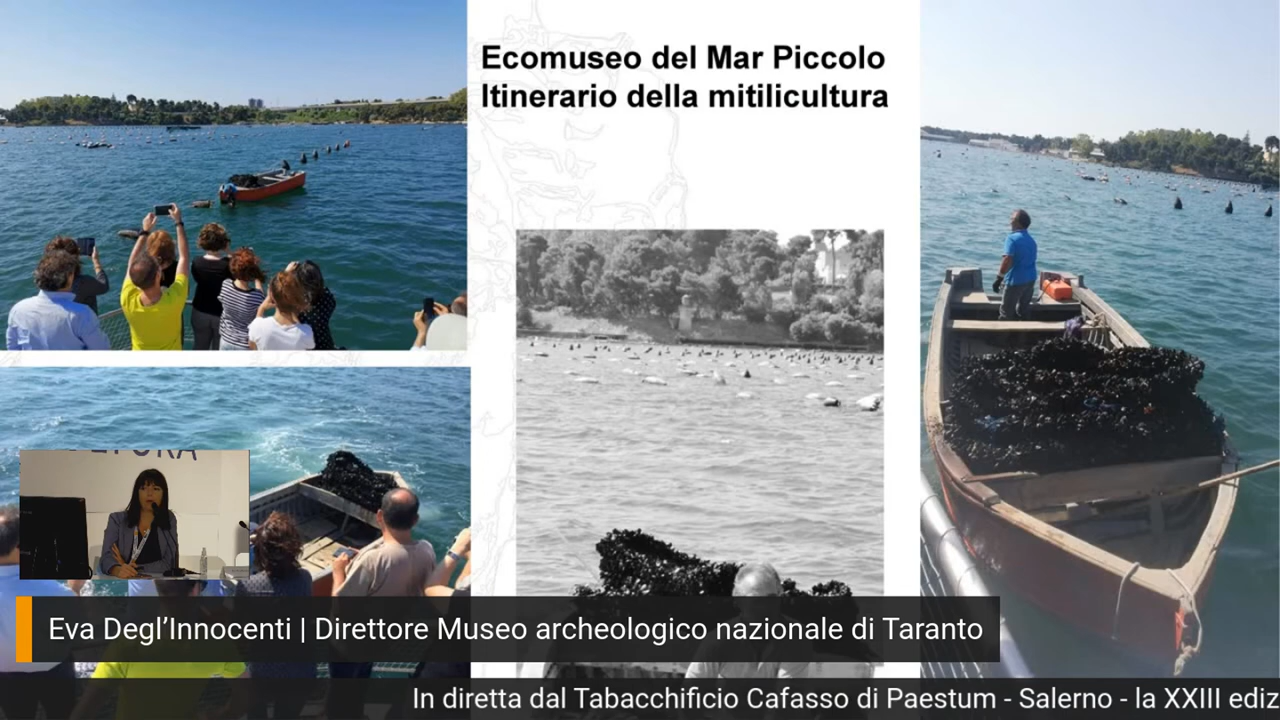 Ecomuseo del Mar Piccolo
Itinerario della mitilicultura
Eva Degl’Innocenti | Direttore Museo archeologico nazionale di Taranto
In diretta dal Tabacchificio Cafasso di Paestum - Salerno - la XXIII ediz